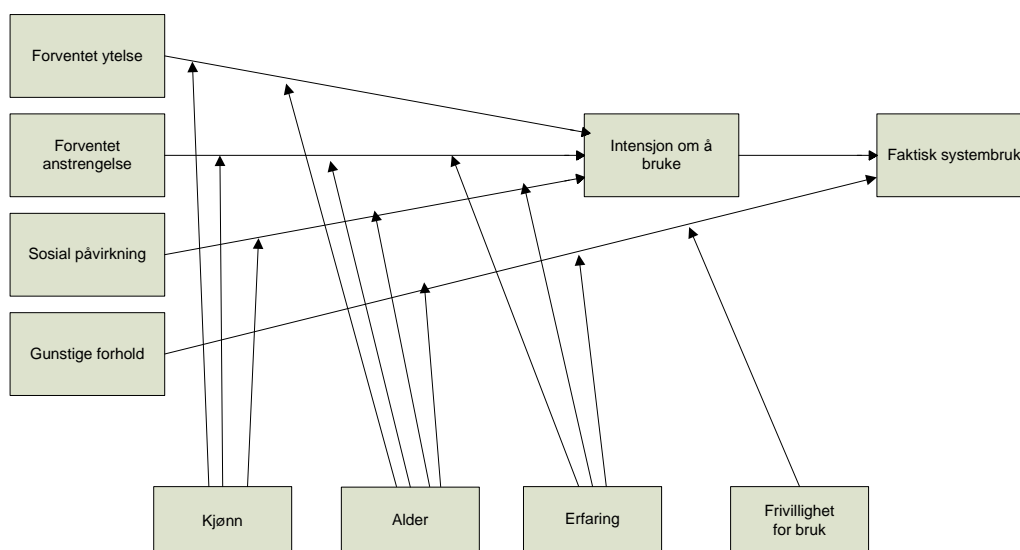 Forventet ytelse
Forventet
anstrengelse
Intensjon om å
bruke
Faktisk systembruk
Sosial påvirkning
Gunstige forhold
Kjønn
Alder
Erfaring
Frivillighet
for bruk